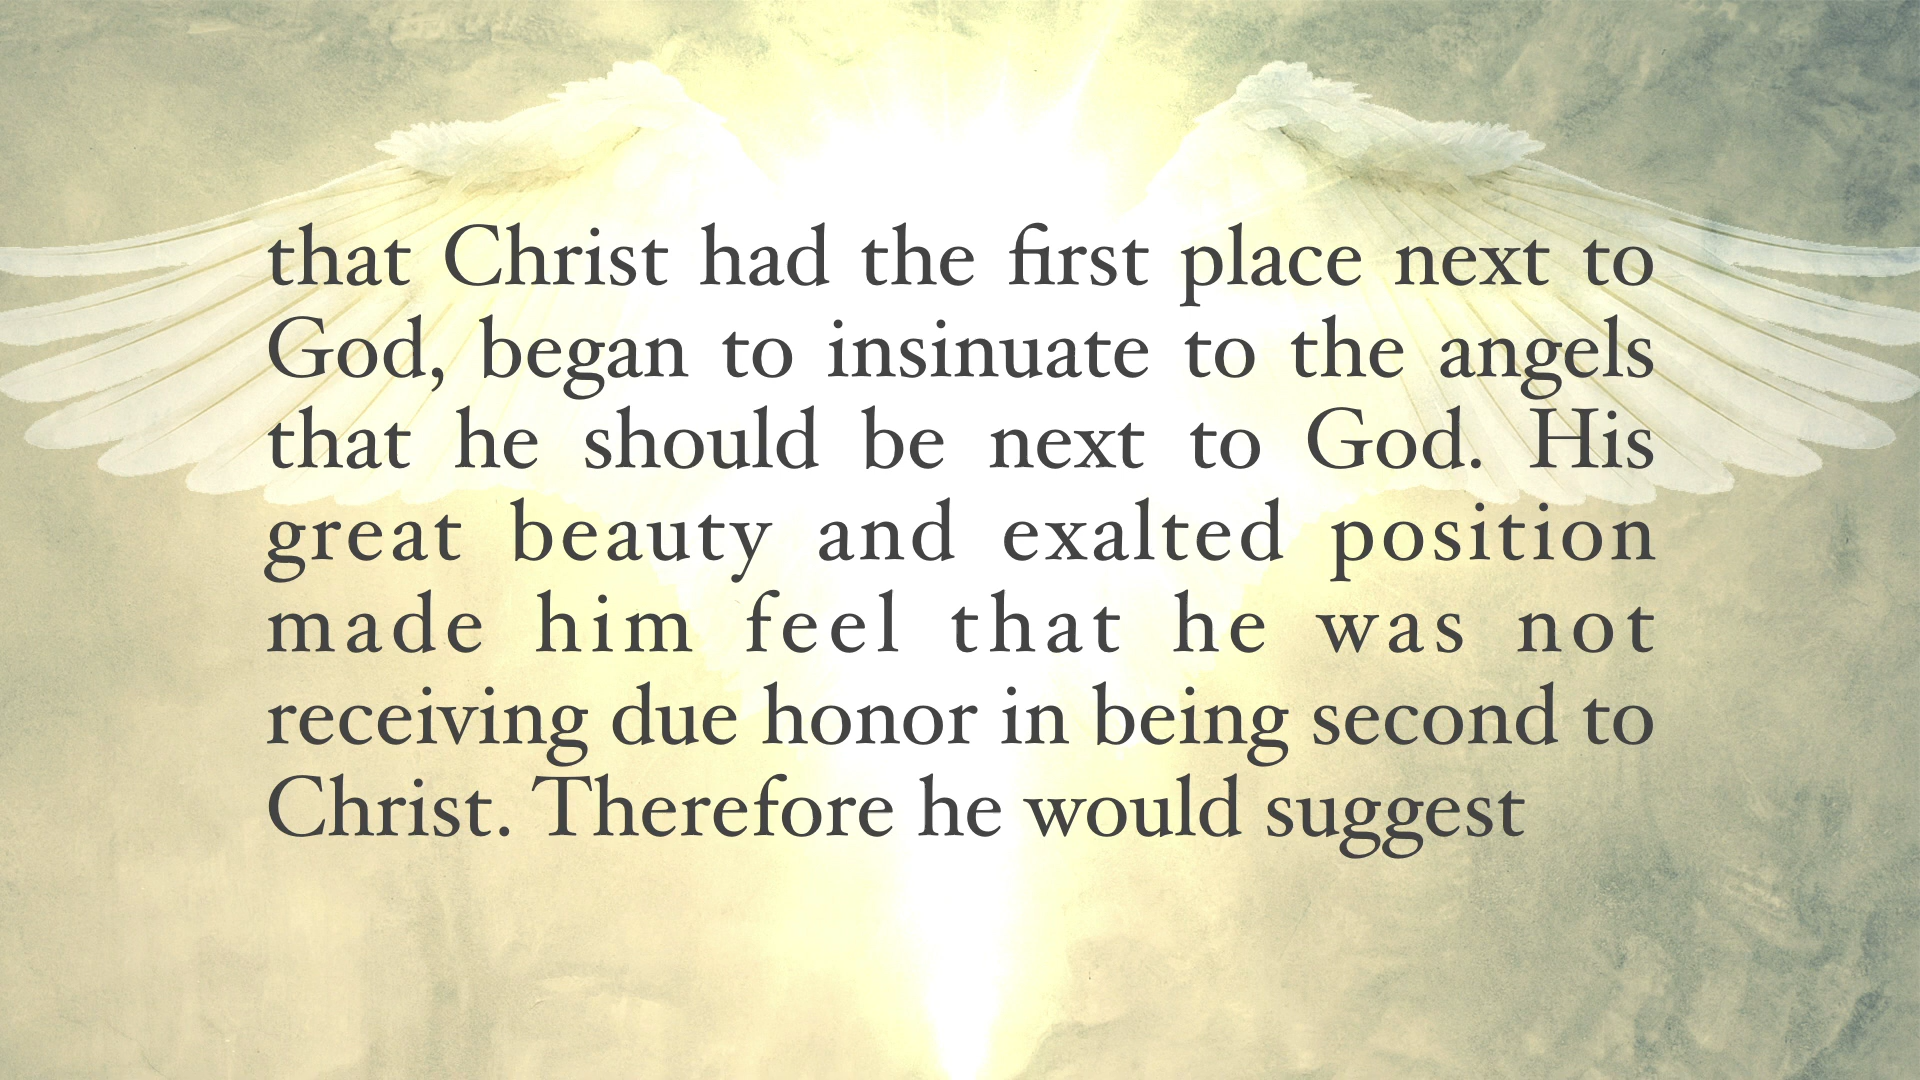 that Christ had the first place next to
God, began to insinuate to the angels
that he should be next to God. His
great beauty and exalted position
made him feel that he was not
receiving due honor in being second to
Christ. Therefore he would suggest